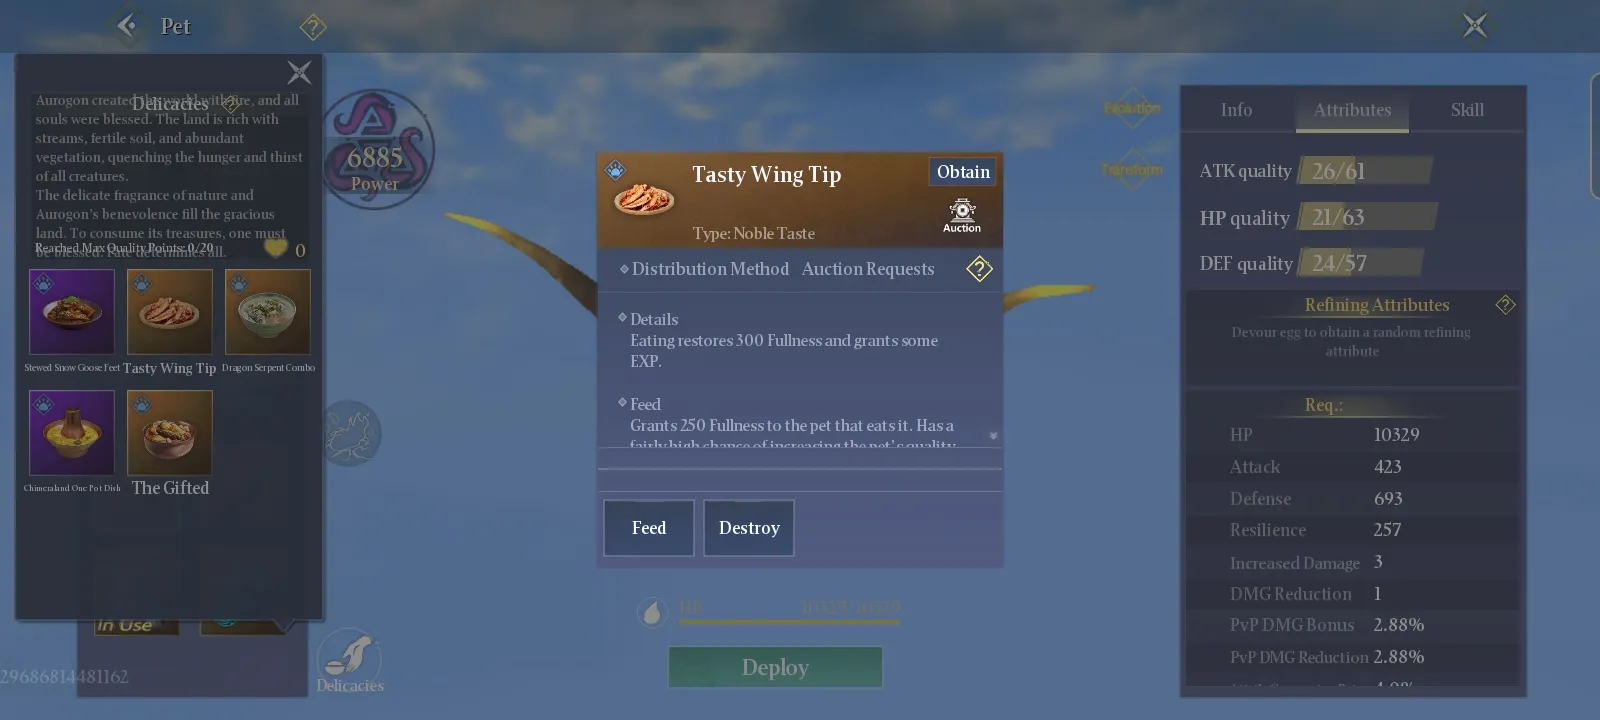 Pet
?
Delicacies
?
Aurogon created the world with fire, and all
souls were blessed. The land is rich with
streams, fertile soil, and abundant
vegetation, quenching the hunger and thirst
of all creatures.
The delicate fragrance of nature and
Aurogon's benevolence fill the gracious
land. To consume its treasures, one must
be blessed. Fate determines all.
Reached Max Quality Points: 0/20
0
Stewed Snow Goose Feet
Tasty Wing Tip
Dragon Serpent Combo
Chimeraland One Pot Dish
The Gifted
In Use
29686814481162
Delicacies
6885
Power
Tasty Wing Tip
Obtain
Auction
Type: Noble Taste
Distribution Method Auction Requests
?
Details
Eating restores 300 Fullness and grants some
EXP.
Feed
Grants 250 Fullness to the pet that eats it. Has a
fairly high chance of increasing the pet's quality
Feed
Destroy
HP 10329/10329
Deploy
Evolution
Transform
Info
Attributes
Skill
ATK quality 26/61
HP quality 21/63
DEF quality 24/57
Refining Attributes
?
Devour egg to obtain a random refining
attribute
Req.:
HP 10329
Attack 423
Defense 693
Resilience 257
Increased Damage 3
DMG Reduction 1
PvP DMG Bonus 2.88%
PvP DMG Reduction 2.88%